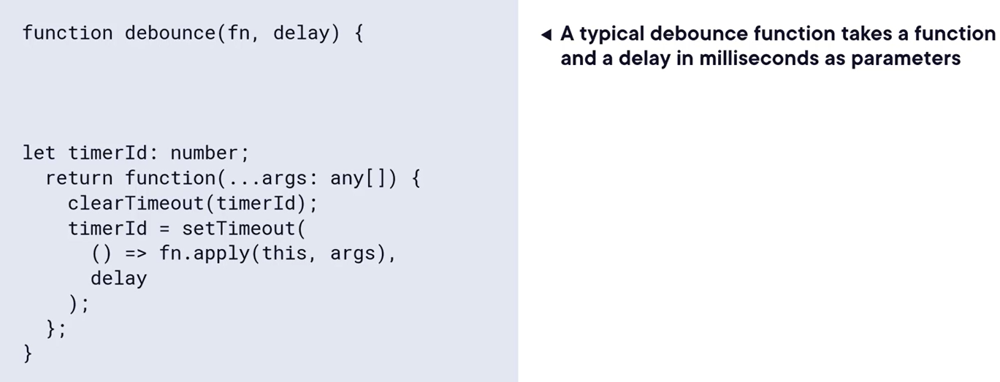 function debounce(fn, delay) {
◄ A typical debounce function takes a function
and a delay in milliseconds as parameters
let timerId: number;
  return function(...args: any[]) {
    clearTimeout(timerId);
    timerId = setTimeout(
      () => fn.apply(this, args),
      delay
    );
  };
}